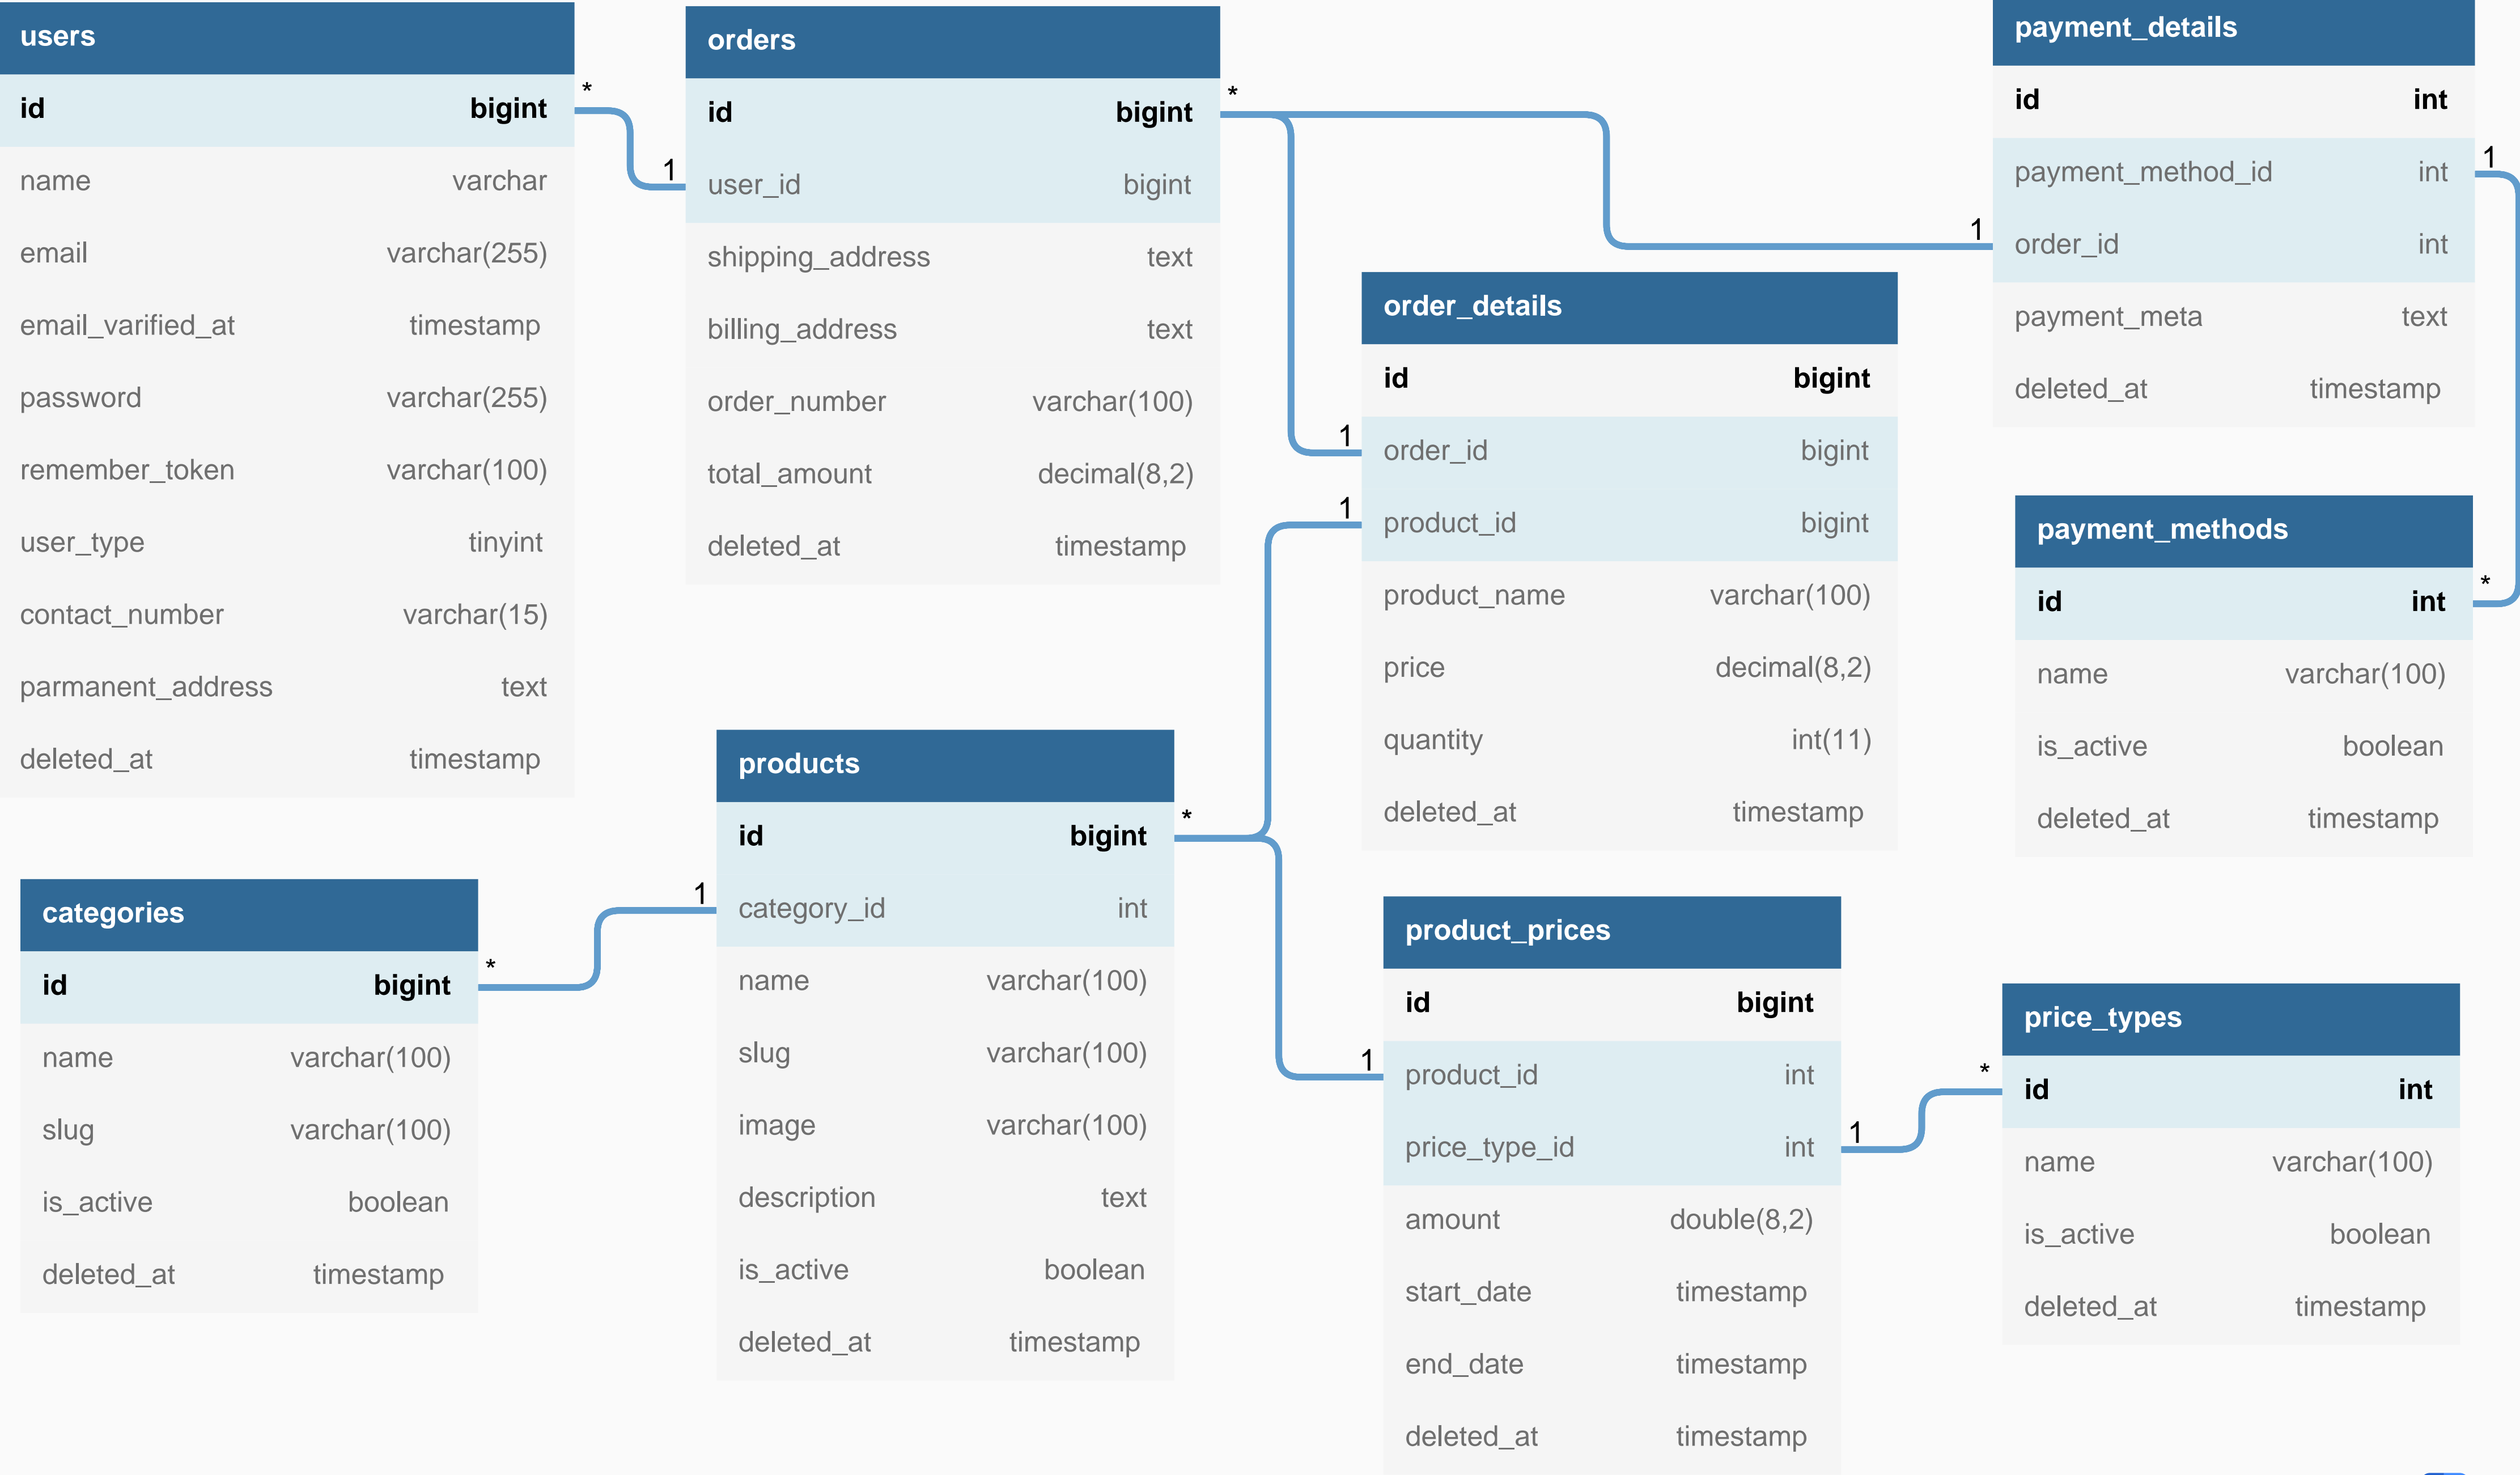 users
id bigint
name varchar
email varchar(255)
email_varified_at timestamp
password varchar(255)
remember_token varchar(100)
user_type tinyint
contact_number varchar(15)
parmanent_address text
deleted_at timestamp
*
1
orders
id bigint
user_id bigint
shipping_address text
billing_address text
order_number varchar(100)
total_amount decimal(8,2)
deleted_at timestamp
*
1
1
1
order_details
id bigint
order_id bigint
product_id bigint
product_name varchar(100)
price decimal(8,2)
quantity int(11)
deleted_at timestamp
payment_details
id int
payment_method_id int
order_id int
payment_meta text
deleted_at timestamp
1
*
payment_methods
id int
name varchar(100)
is_active boolean
deleted_at timestamp
categories
id bigint
name varchar(100)
slug varchar(100)
is_active boolean
deleted_at timestamp
*
1
products
id bigint
category_id int
name varchar(100)
slug varchar(100)
image varchar(100)
description text
is_active boolean
deleted_at timestamp
*
1
product_prices
id bigint
product_id int
price_type_id int
amount double(8,2)
start_date timestamp
end_date timestamp
deleted_at timestamp
1
*
price_types
id int
name varchar(100)
is_active boolean
deleted_at timestamp